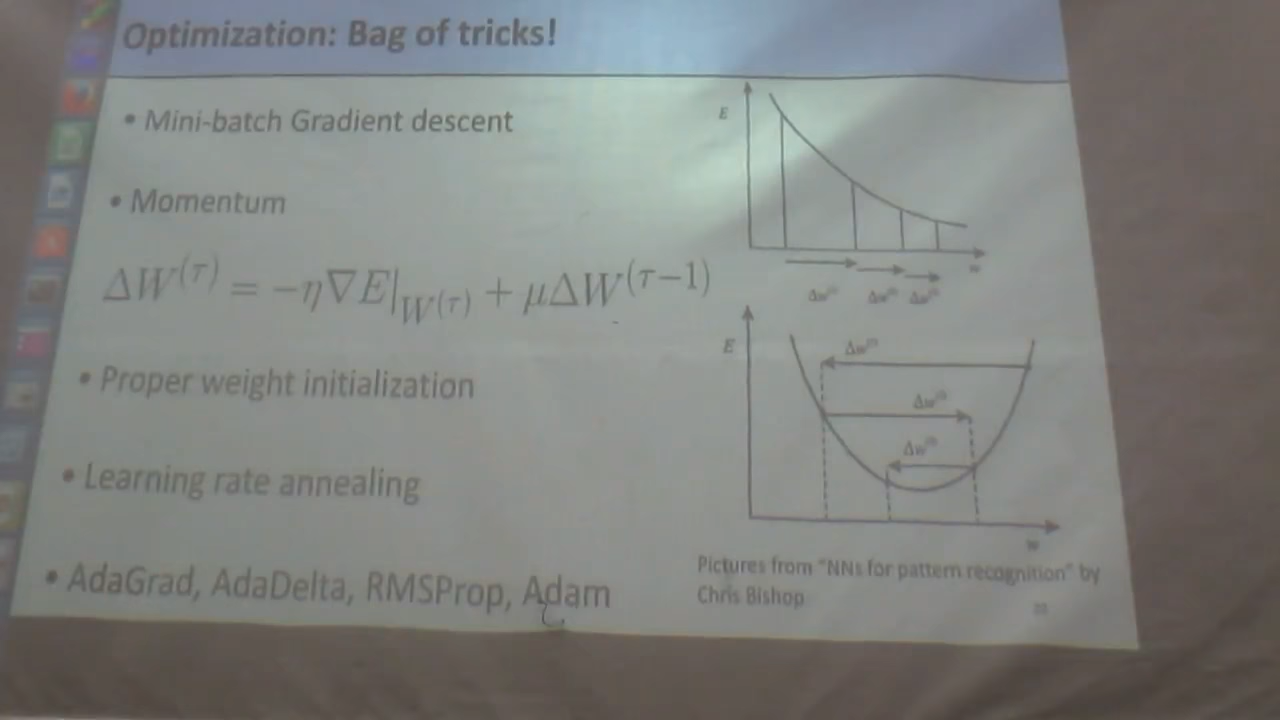 Optimization: Bag of tricks!
• Mini-batch Gradient descent
• Momentum
ΔW^(τ) = −η∇E|_W^(τ) + μΔW^(τ−1)
• Proper weight initialization
• Learning rate annealing
• AdaGrad, AdaDelta, RMSProp, Adam
E
w
E
w
Pictures from "NNs for pattern recognition" by
Chris Bishop